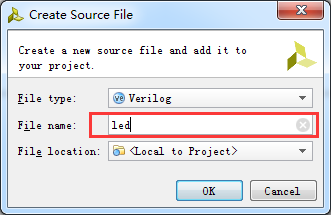 Create Source File
Create a new source file and add it to
your project.
File type: Verilog
File name: led
File location: <Local to Project>
OK Cancel